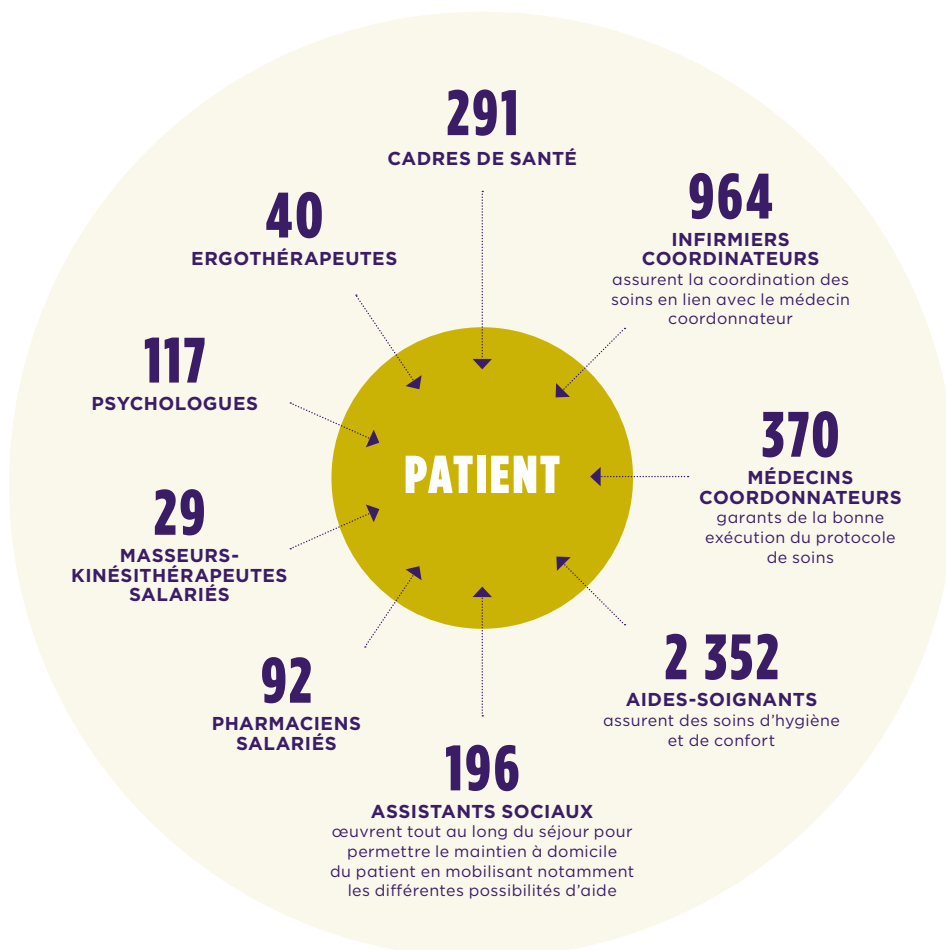 291
CADRES DE SANTÉ
964
INFIRMIERS
COORDINATEURS
assurent la coordination des
soins en lien avec le médecin
coordonnateur
370
MÉDECINS
COORDONNATEURS
garants de la bonne
exécution du protocole
de soins
2 352
AIDES-SOIGNANTS
assurent des soins d'hygiène
et de confort
196
ASSISTANTS SOCIAUX
œuvrent tout au long du séjour pour
permettre le maintien à domicile
du patient en mobilisant notamment
les différentes possibilités d'aide
92
PHARMACIENS
SALARIÉS
29
MASSEURS-
KINÉSITHÉRAPEUTES
SALARIÉS
117
PSYCHOLOGUES
40
ERGOTHÉRAPEUTES
PATIENT